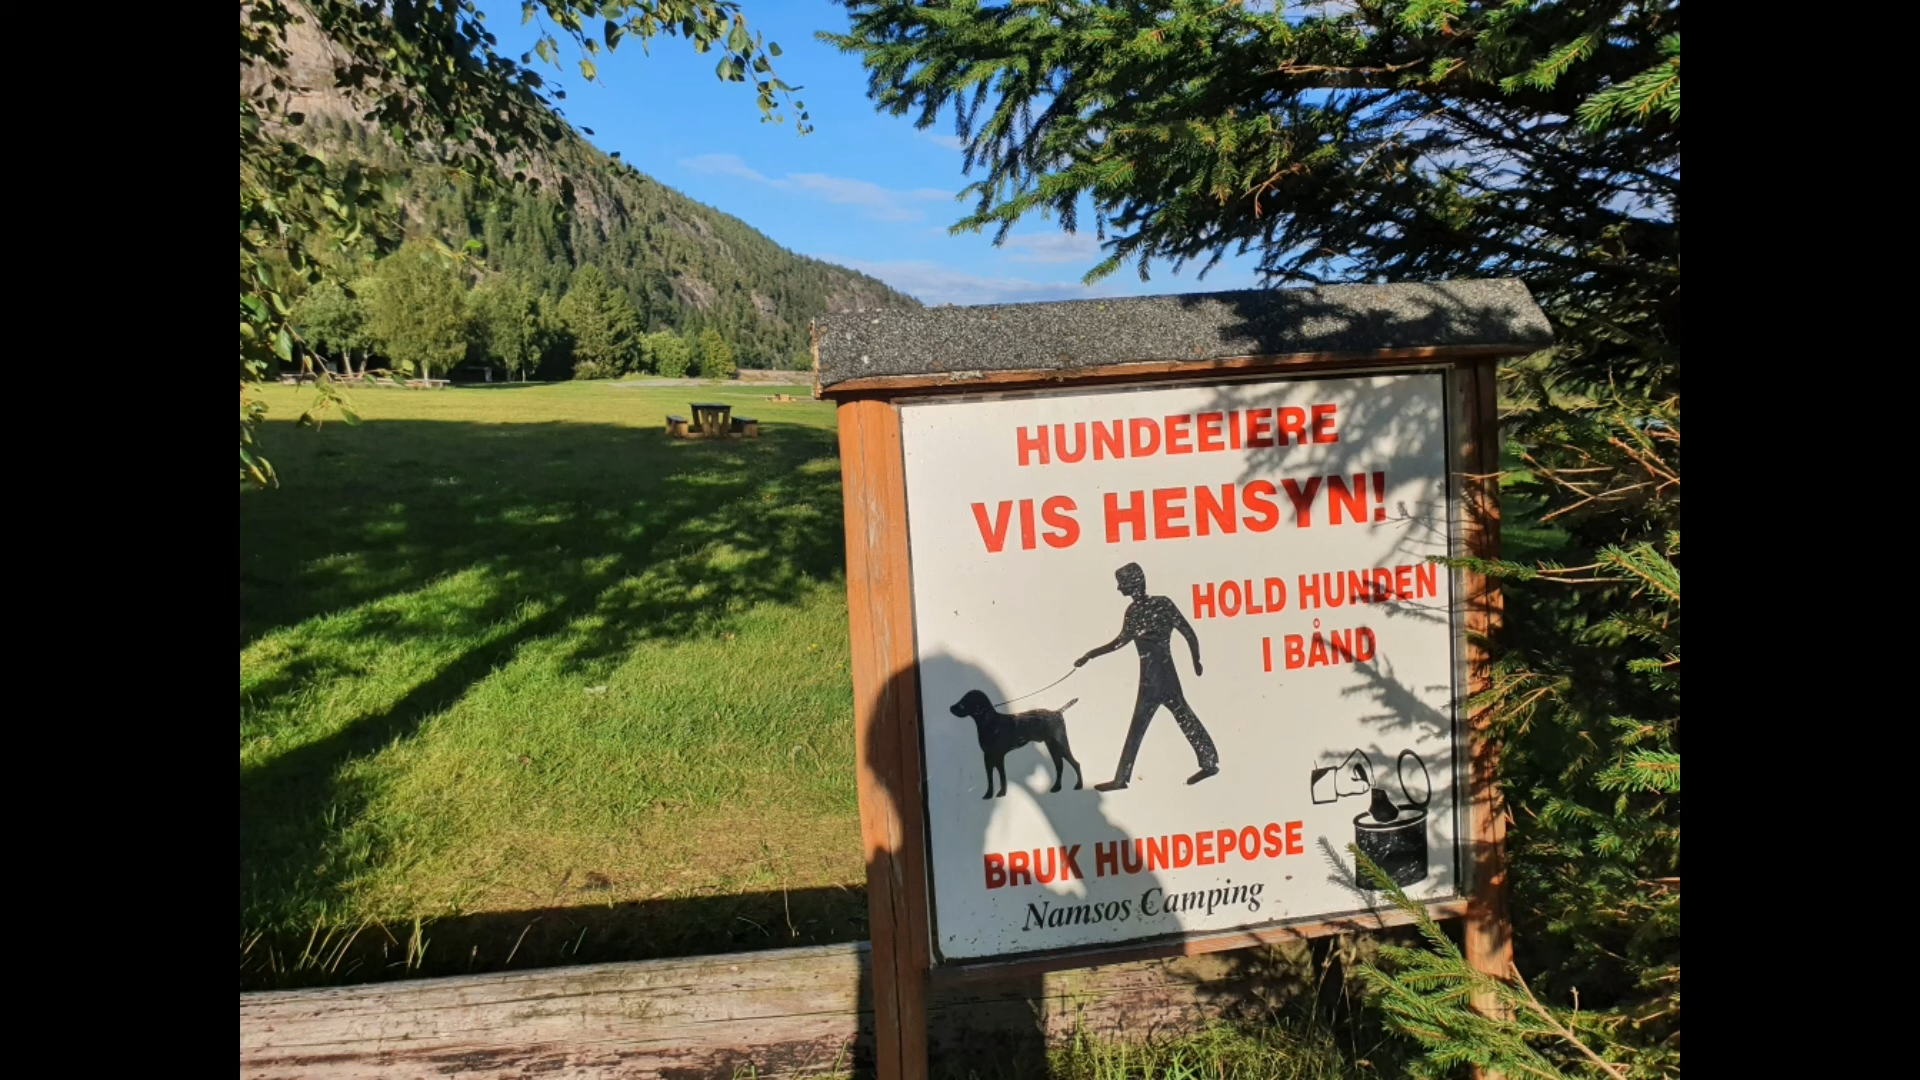 HUNDEEIERE
VIS HENSYN!
HOLD HUNDEN
I BÅND
BRUK HUNDEPOSE
Namsos Camping